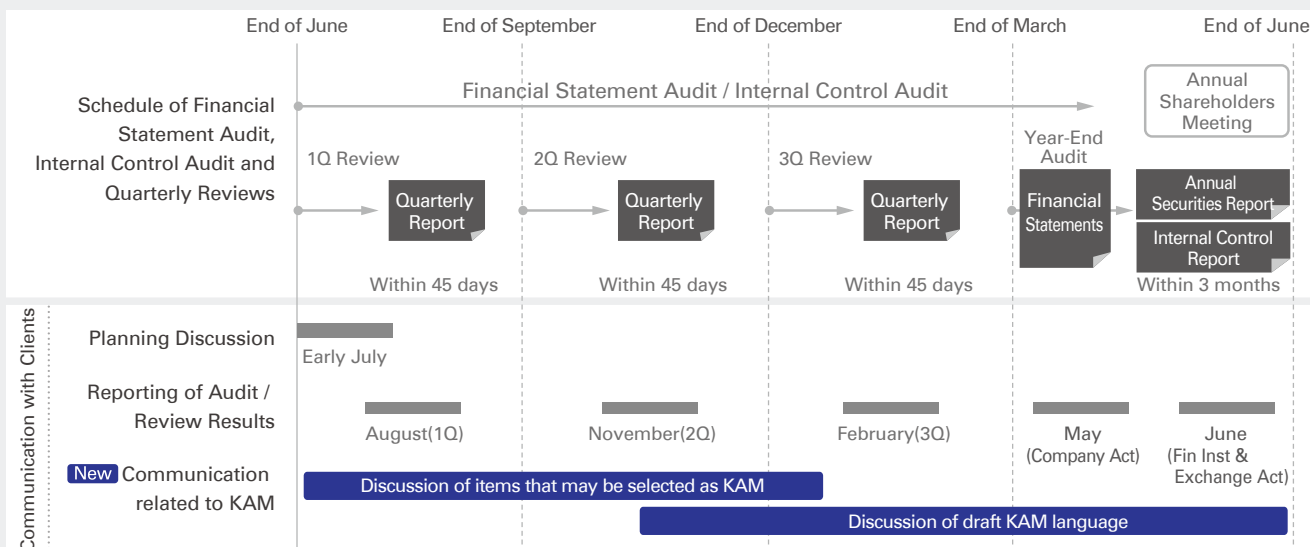 End of June
End of September
End of December
End of March
End of June
Schedule of Financial
Statement Audit,
Internal Control Audit and
Quarterly Reviews
Financial Statement Audit / Internal Control Audit
Annual
Shareholders
Meeting
1Q Review
2Q Review
3Q Review
Year-End
Audit
Quarterly
Report
Quarterly
Report
Quarterly
Report
Financial
Statements
Annual
Securities Report
Internal Control
Report
Within 45 days
Within 45 days
Within 45 days
Within 3 months
Communication with Clients
Planning Discussion
Early July
Reporting of Audit /
Review Results
August(1Q)
November(2Q)
February(3Q)
May
(Company Act)
June
(Fin Inst &
Exchange Act)
New Communication
related to KAM
Discussion of items that may be selected as KAM
Discussion of draft KAM language